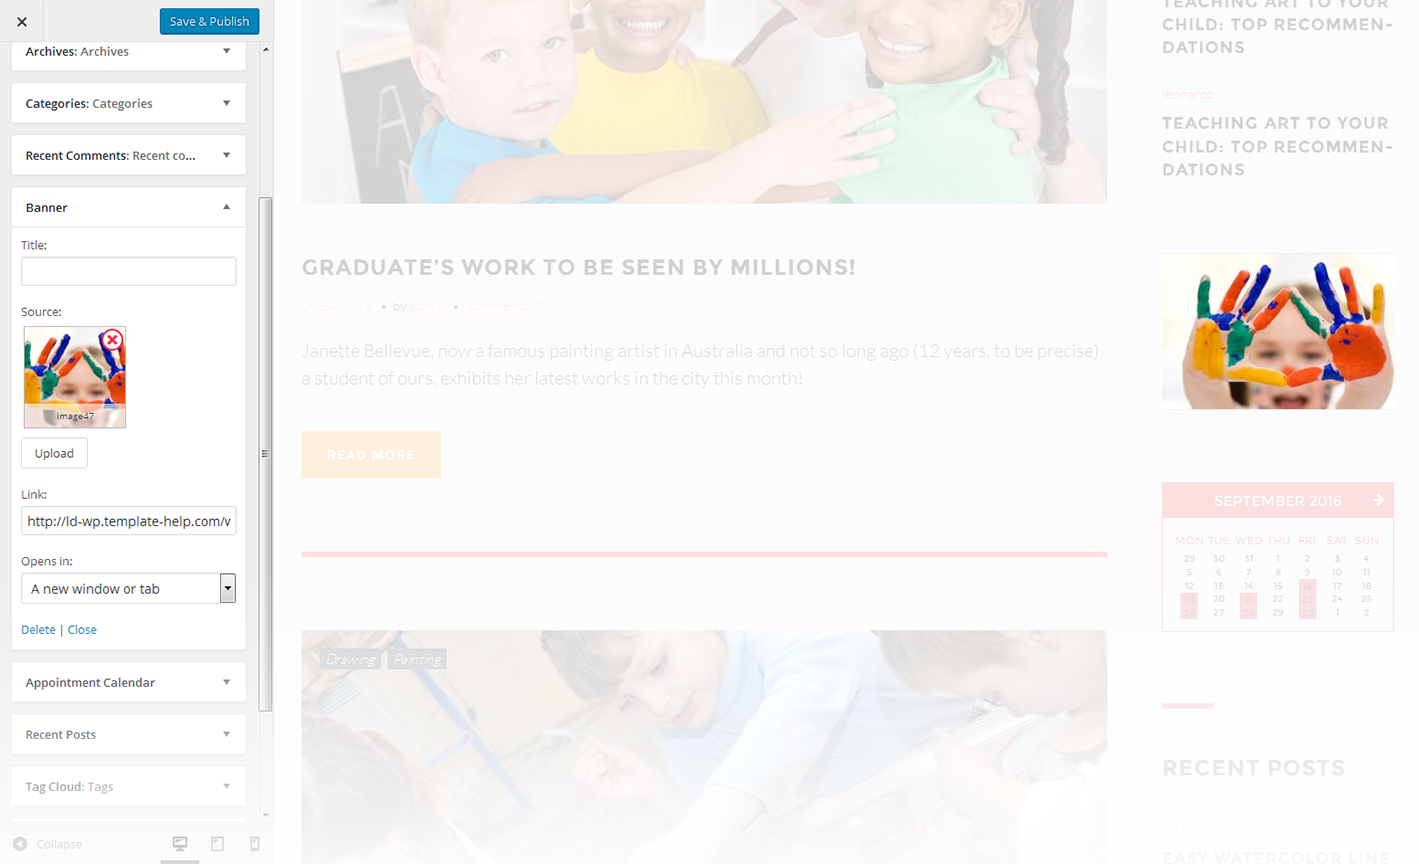 Save & Publish
Archives: Archives
Categories: Categories
Recent Comments: Recent co...
Banner
Title:
Source:
image47
Upload
Link:
http://ld-wp.template-help.com/v
Opens in:
A new window or tab
Delete | Close
Appointment Calendar
Recent Posts
Tag Cloud: Tags
Collapse
GRADUATE'S WORK TO BE SEEN BY MILLIONS!
04.24.2016 • by admin • comments (0)
Janette Bellevue, now a famous painting artist in Australia and not so long ago (12 years, to be precise)
a student of ours, exhibits her latest works in the city this month!
READ MORE
Drawing Painting
TEACHING ART TO YOUR
CHILD: TOP RECOMMEN-
DATIONS
leonardo
TEACHING ART TO YOUR
CHILD: TOP RECOMMEN-
DATIONS
SEPTEMBER 2016
MON TUE WED THU FRI SAT SUN
29 30 31 1 2 3 4
5 6 7 8 9 10 11
12 13 14 15 16 17 18
19 20 21 22 23 24 25
26 27 28 29 30 1 2
RECENT POSTS
EASY WATERCOLOR LINE